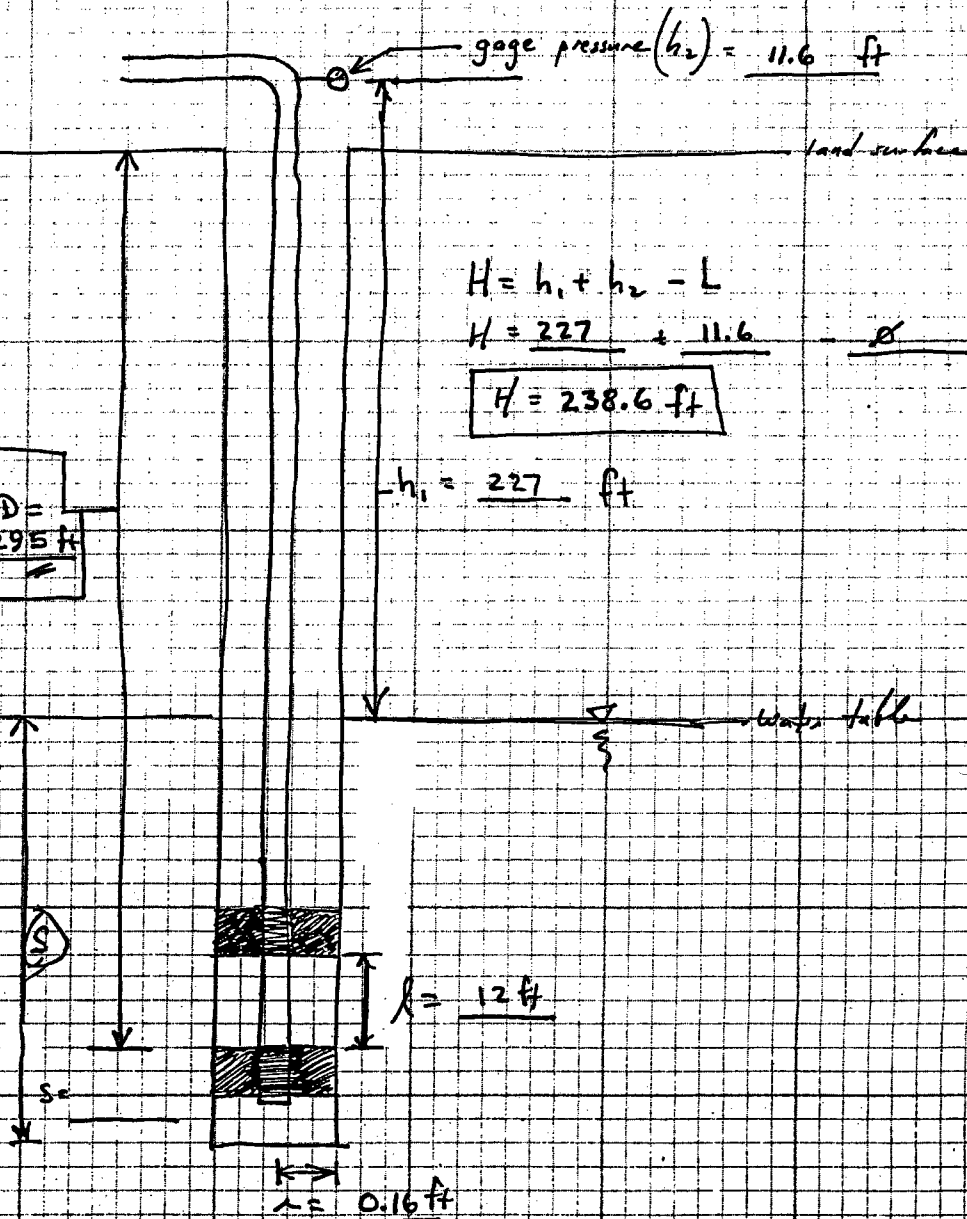 gage pressure (h₂) = 11.6 ft
land surface
H = h₁ + h₂ - L
H = 227 + 11.6 - Ø
H = 238.6 ft
h₁ = 227 ft
D =
295 ft
water table
S
l = 12 ft
S =
r = 0.16 ft